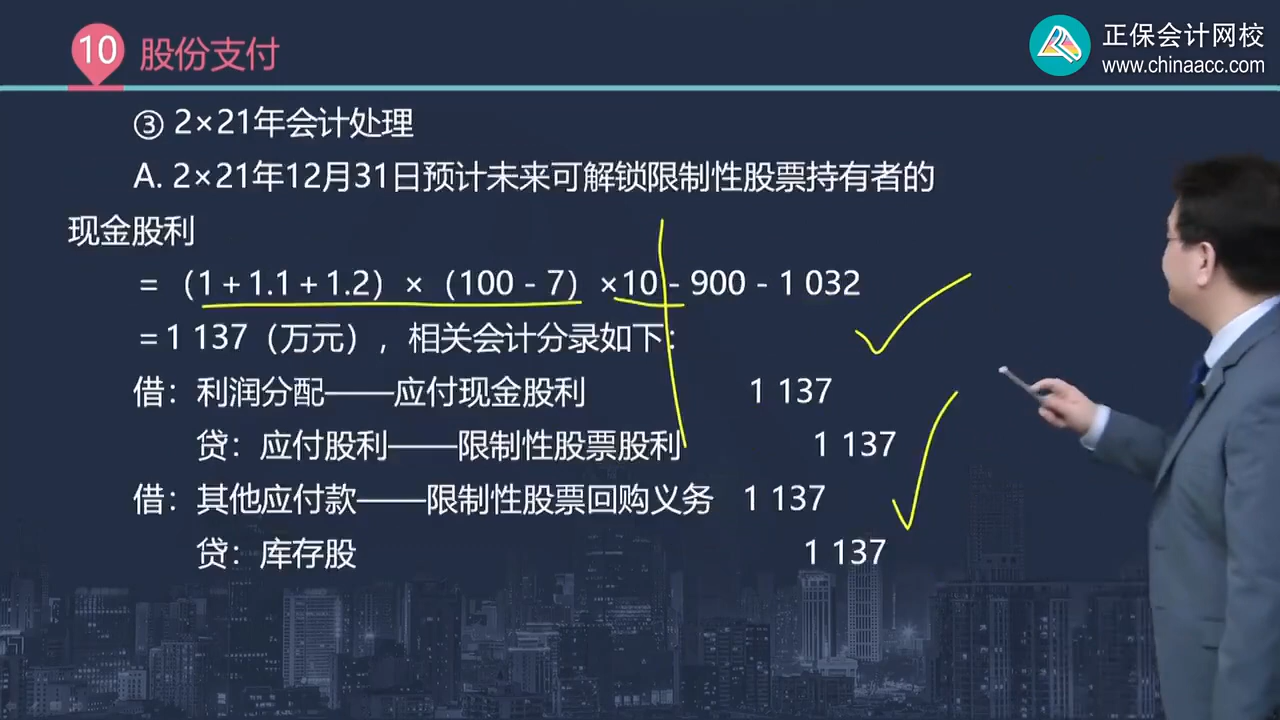 10 股份支付
正保会计网校
www.chinaacc.com
③ 2×21年会计处理
A. 2×21年12月31日预计未来可解锁限制性股票持有者的
现金股利
=（1＋1.1＋1.2）×（100－7）×10－900－1 032
＝1 137（万元），相关会计分录如下：
借：利润分配——应付现金股利 1 137
贷：应付股利——限制性股票股利 1 137
借：其他应付款——限制性股票回购义务 1 137
贷：库存股 1 137